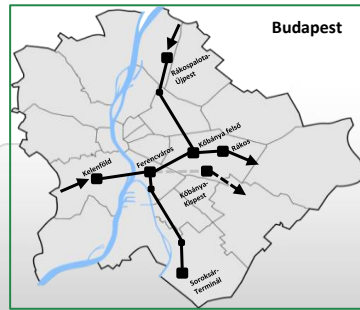 Budapest
Rákospalota-
Újpest
Kőbánya felső
Rákos
Ferencváros
Kelenföld
Kőbánya-
Kispest
Soroksár-
Terminál